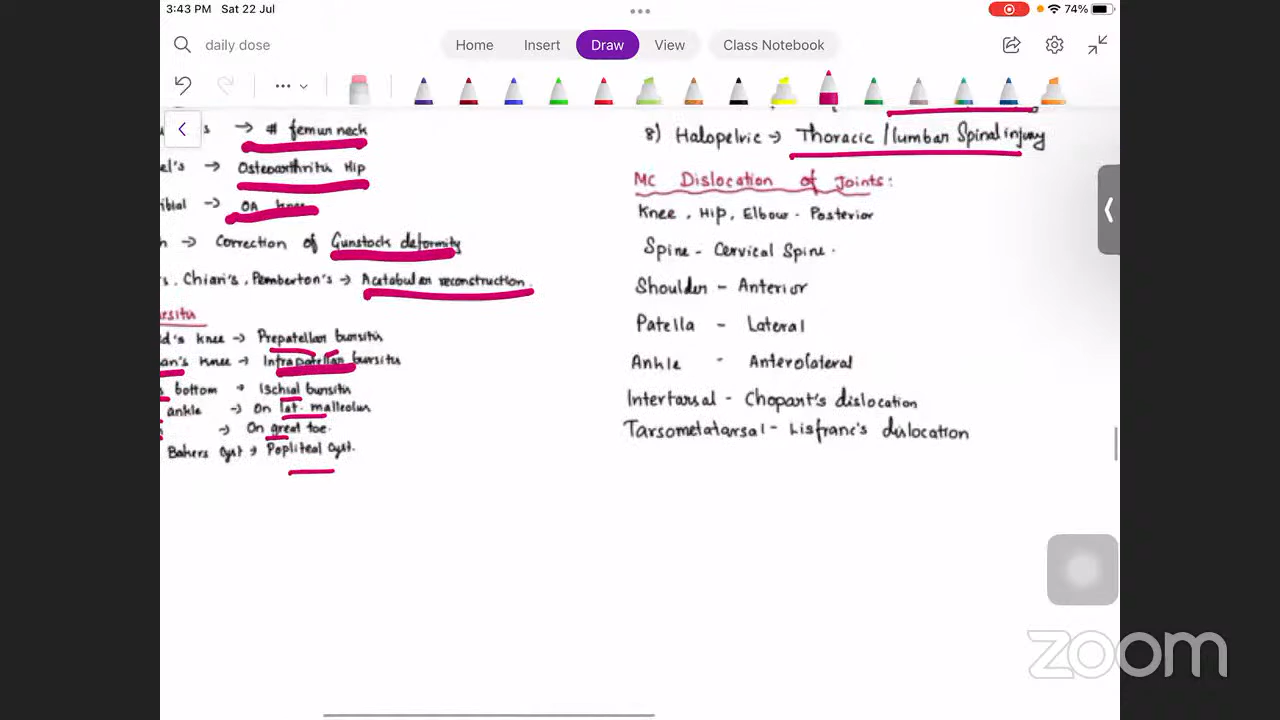 3:43 PM Sat 22 Jul
74%
daily dose
Home Insert Draw View Class Notebook
s → # femur neck
el's → Osteoarthritis Hip
ibial → OA knee
n → Correction of Gunstock deformity
's, Chiari's, Pemberton's → Acetabular reconstruction.
d's knee → Prepatellar bursitis
an's knee → Infrapatellar bursitis
bottom → Ischial bursitis
ankle → On lat. malleolus
→ On great toe.
Bakers cyst → Popliteal cyst.
8) Halopelvic → Thoracic / lumbar Spinal injury
MC Dislocation of Joints:
Knee, Hip, Elbow - Posterior
Spine - Cervical Spine.
Shoulder - Anterior
Patella - Lateral
Ankle - Anterolateral
Intertarsal - Chopart's dislocation
Tarsometatarsal - Lisfranc's dislocation
zoom